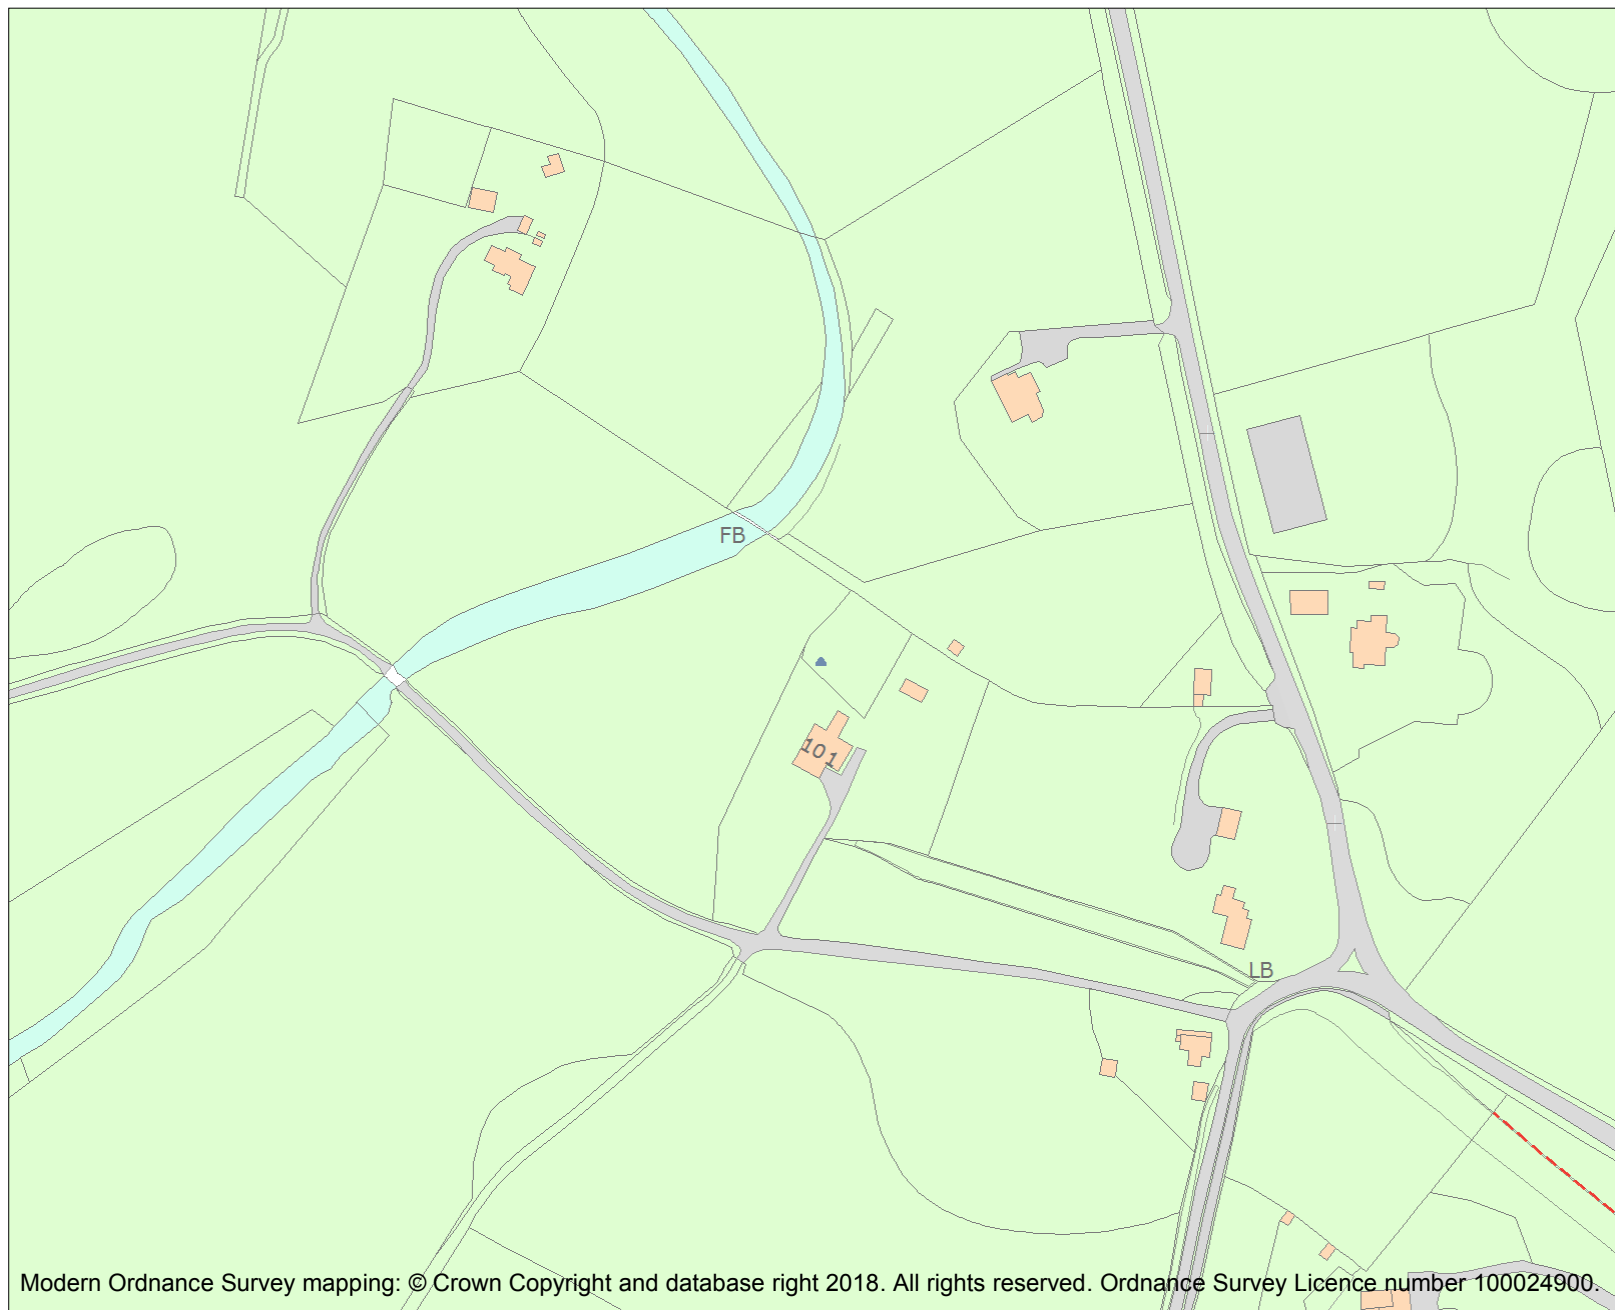 FB
101
LB
Modern Ordnance Survey mapping: © Crown Copyright and database right 2018. All rights reserved. Ordnance Survey Licence number 100024900.